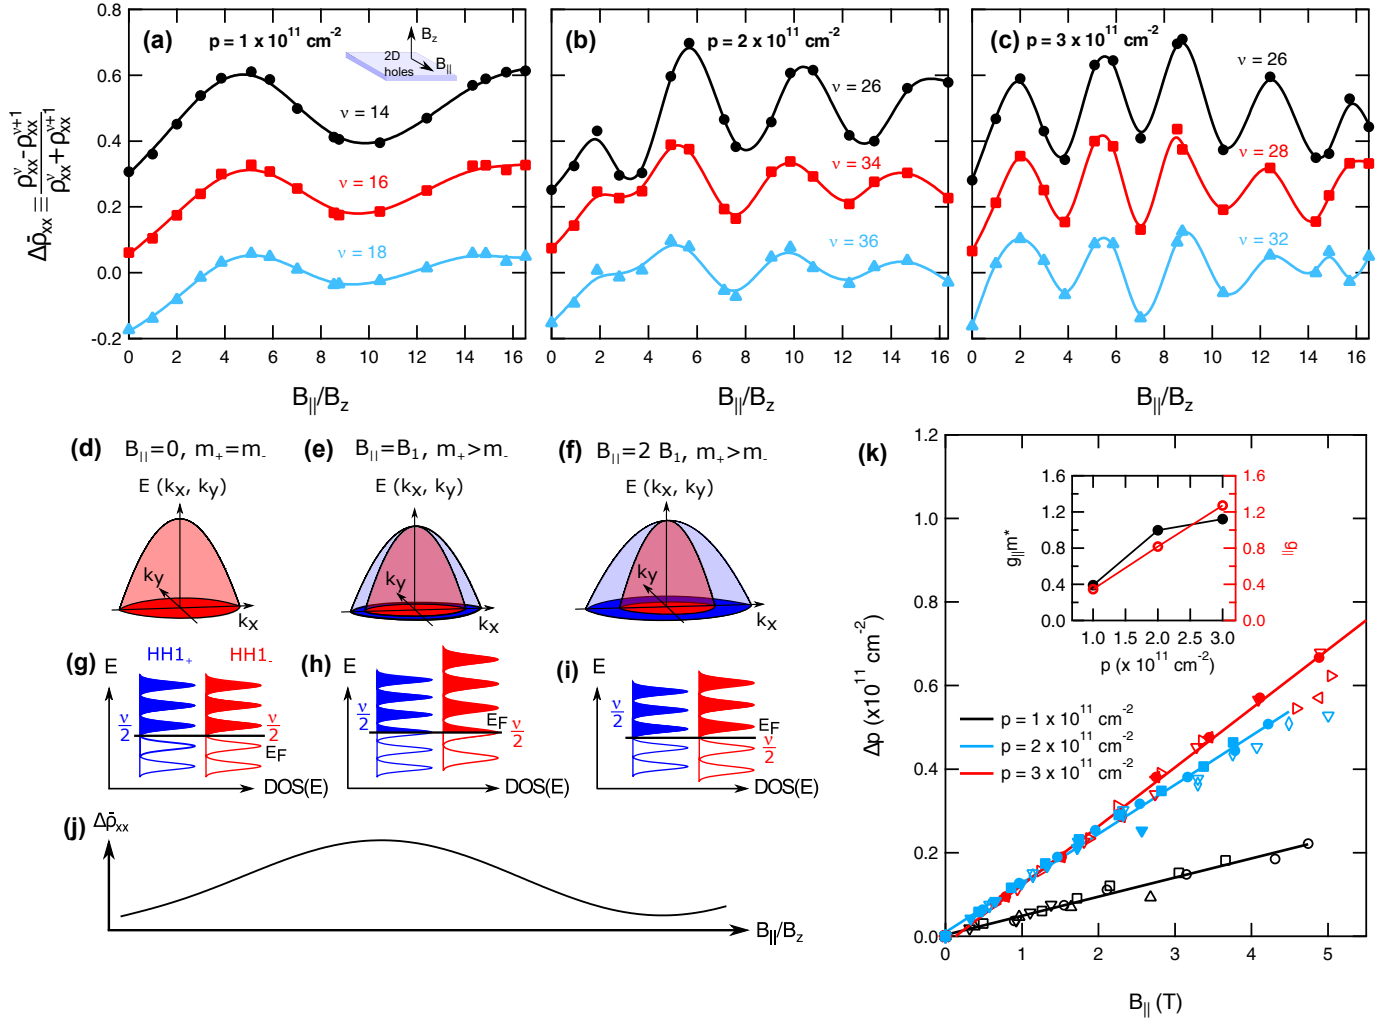 (a) p = 1 x 10^11 cm^-2
B_z
2D holes
B_||
ν = 14
ν = 16
ν = 18
Δρ̄_xx ≡ (ρ^ν_xx - ρ^ν+1_xx) / (ρ^ν_xx + ρ^ν+1_xx)
0.8
0.6
0.4
0.2
0.0
-0.2
0 2 4 6 8 10 12 14 16
B_||/B_z
(b) p = 2 x 10^11 cm^-2
ν = 26
ν = 34
ν = 36
0 2 4 6 8 10 12 14 16
B_||/B_z
(c) p = 3 x 10^11 cm^-2
ν = 26
ν = 28
ν = 32
0 2 4 6 8 10 12 14 16
B_||/B_z
(d) B_||=0, m_+=m_-
E (k_x, k_y)
k_y
k_x
(e) B_||=B_1, m_+>m_-
E (k_x, k_y)
k_y
k_x
(f) B_||=2 B_1, m_+>m_-
E (k_x, k_y)
k_y
k_x
(g) E HH1_+ HH1_-
ν/2 ν/2
E_F
DOS(E)
(h) E
ν/2 E_F ν/2
DOS(E)
(i) E
ν/2 E_F ν/2
DOS(E)
(j) Δρ̄_xx
B_||/B_z
(k)
Δp (x10^11 cm^-2)
1.2
1.0
0.8
0.6
0.4
0.2
0.0
0 1 2 3 4 5
B_|| (T)
p = 1 x 10^11 cm^-2
p = 2 x 10^11 cm^-2
p = 3 x 10^11 cm^-2
g_||m*
1.6
1.2
0.8
0.4
0.0
1.0 1.5 2.0 2.5 3.0
p (x 10^11 cm^-2)
1.6
1.2
0.8
0.4
0.0
g_||